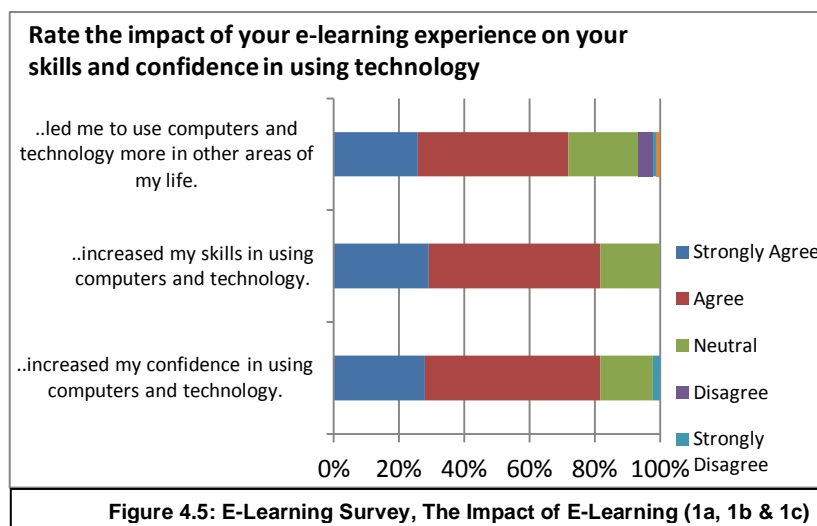 Rate the impact of your e-learning experience on your
skills and confidence in using technology
..led me to use computers and
technology more in other areas of
my life.
..increased my skills in using
computers and technology.
..increased my confidence in using
computers and technology.
Strongly Agree
Agree
Neutral
Disagree
Strongly
Disagree
0% 20% 40% 60% 80% 100%
Figure 4.5: E-Learning Survey, The Impact of E-Learning (1a, 1b & 1c)